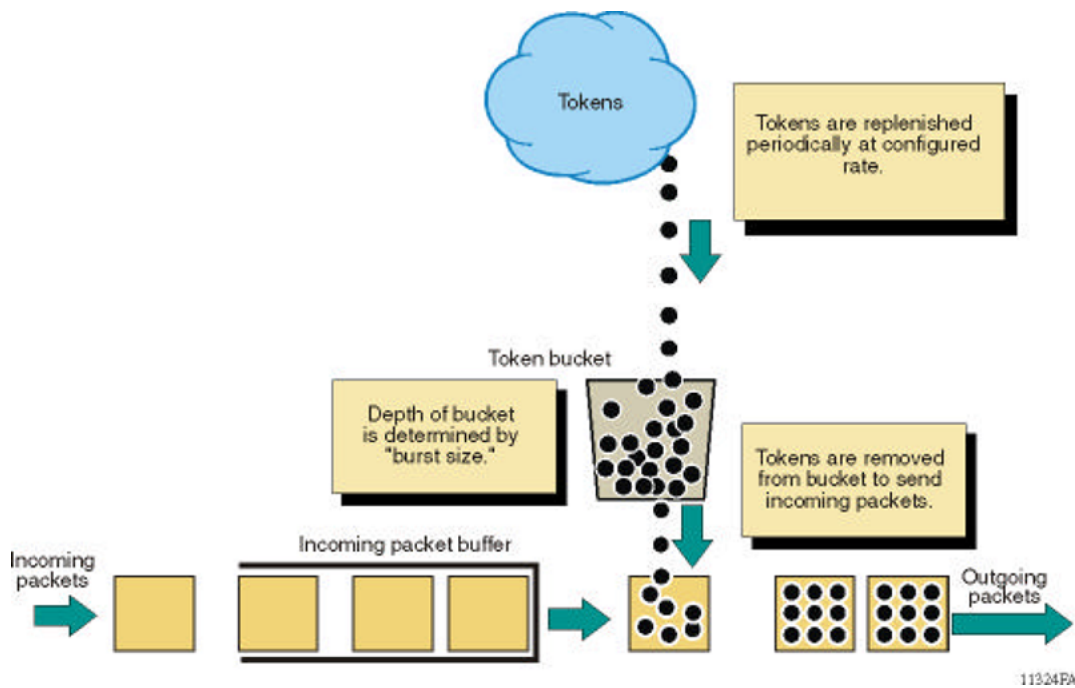 Tokens
Tokens are replenished
periodically at configured
rate.
Token bucket
Depth of bucket
is determined by
"burst size."
Tokens are removed
from bucket to send
incoming packets.
Incoming
packets
Incoming packet buffer
Outgoing
packets
11324PA